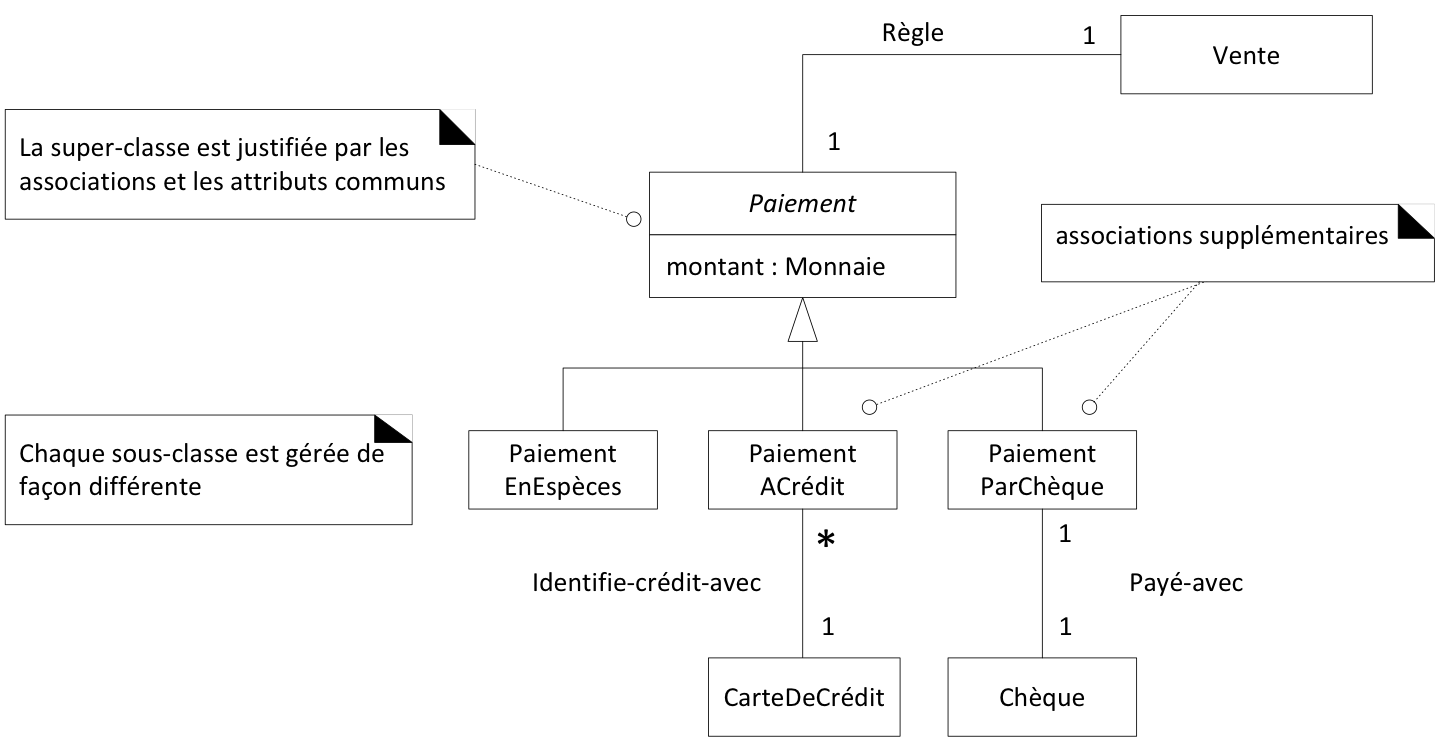 Règle
1
Vente
La super-classe est justifiée par les
associations et les attributs communs
1
Paiement
montant : Monnaie
associations supplémentaires
Chaque sous-classe est gérée de
façon différente
Paiement
EnEspèces
Paiement
ACrédit
Paiement
ParChèque
*
1
Identifie-crédit-avec
Payé-avec
1
1
CarteDeCrédit
Chèque